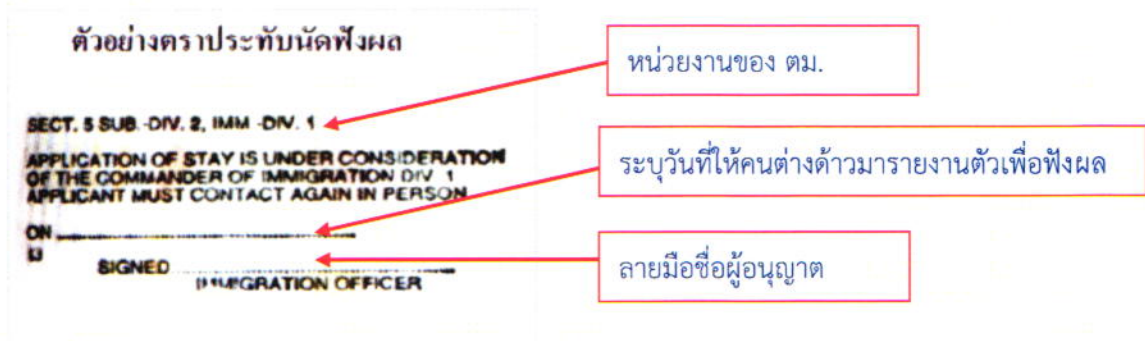 ตัวอย่างตราประทับนัดฟังผล
หน่วยงานของ ตม.
SECT. 5 SUB.-DIV. 2, IMM.-DIV. 1
APPLICATION OF STAY IS UNDER CONSIDERATION
OF THE COMMANDER OF IMMIGRATION DIV. 1
APPLICANT MUST CONTACT AGAIN IN PERSON
ระบุวันที่ให้คนต่างด้าวมารายงานตัวเพื่อฟังผล
ON
SIGNED
IMMIGRATION OFFICER
ลายมือชื่อผู้อนุญาต